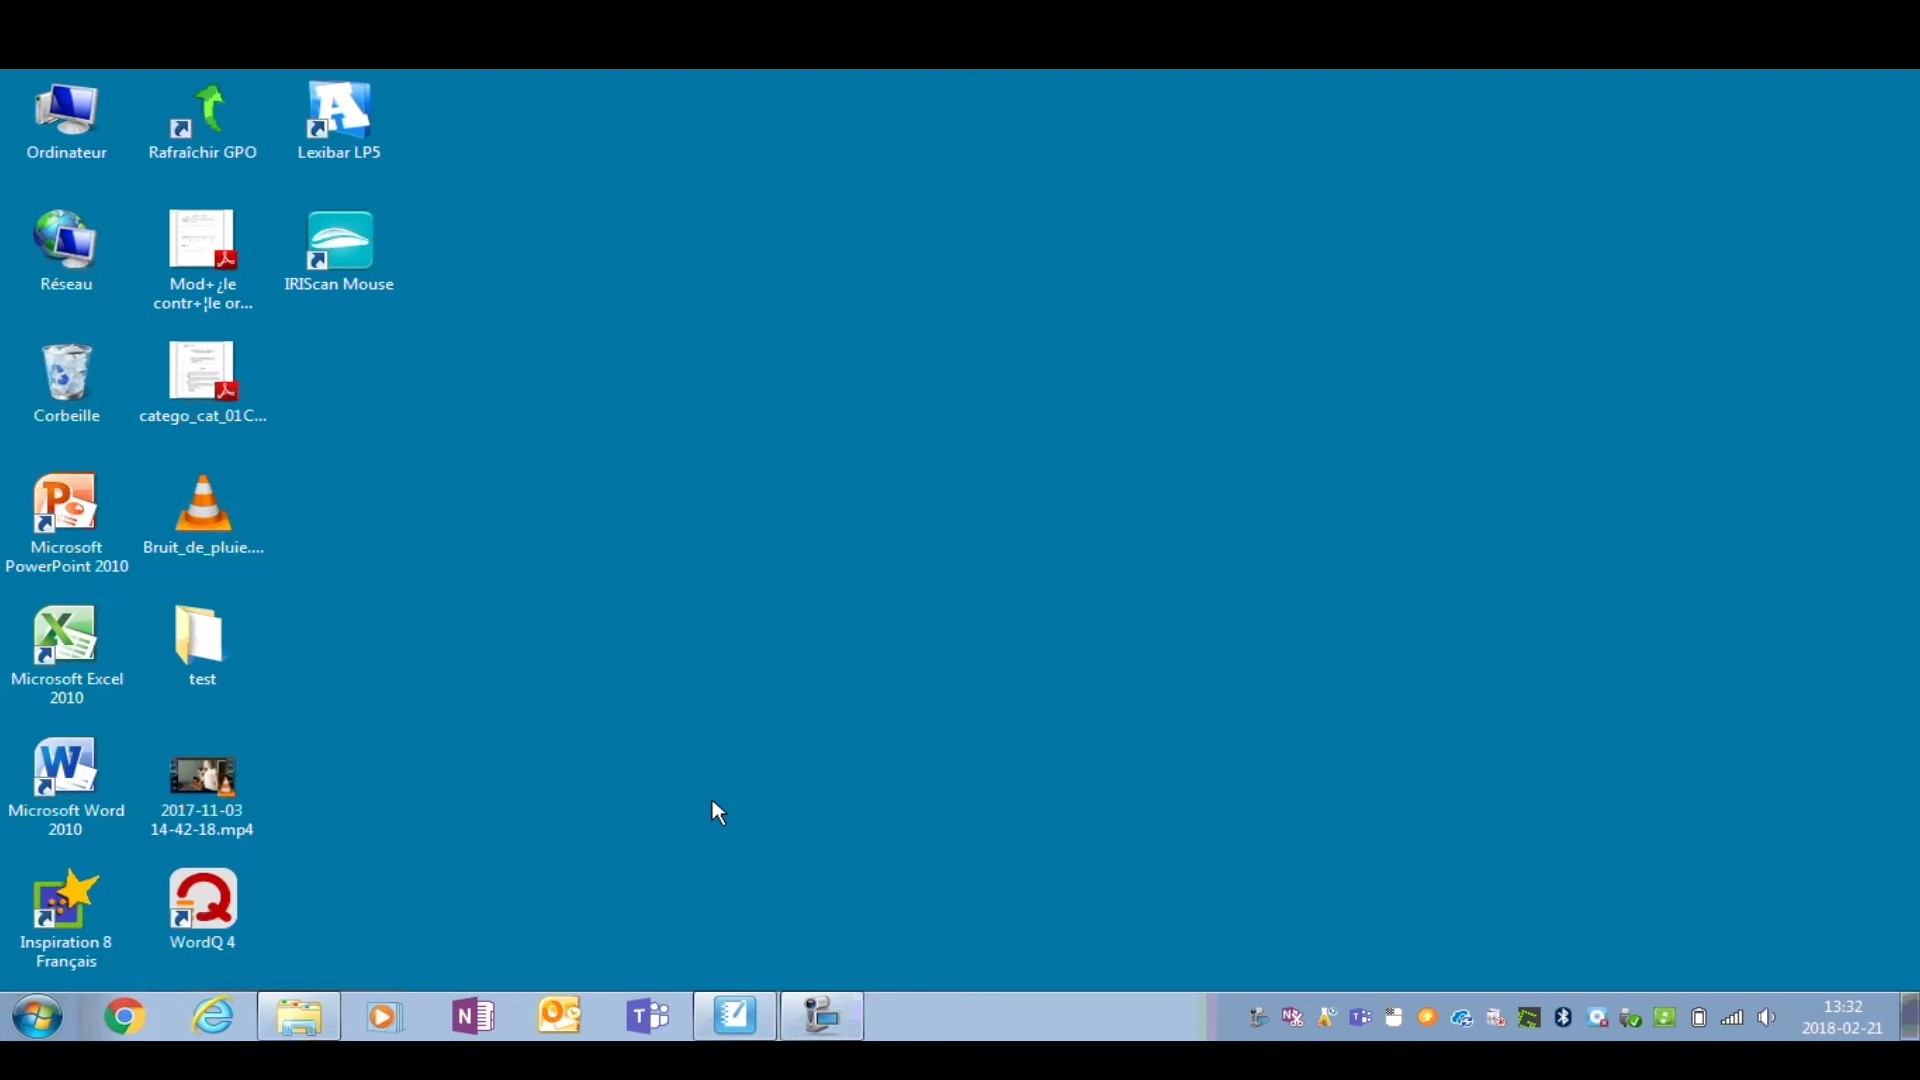 Ordinateur
Rafraîchir GPO
Lexibar LP5
Réseau
Mod+¿le
contr+¦le or...
IRIScan Mouse
Corbeille
catego_cat_01C...
Microsoft
PowerPoint 2010
Bruit_de_pluie....
Microsoft Excel
2010
test
Microsoft Word
2010
2017-11-03
14-42-18.mp4
Inspiration 8
Français
WordQ 4
13:32
2018-02-21